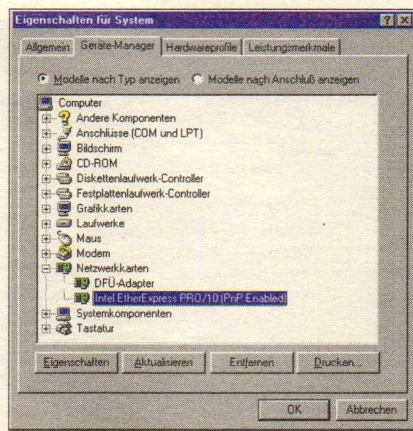 Eigenschaften für System
Allgemein Geräte-Manager Hardwareprofile Leistungsmerkmale
Modelle nach Typ anzeigen Modelle nach Anschluß anzeigen
Computer
Andere Komponenten
Anschlüsse (COM und LPT)
Bildschirm
CD-ROM
Diskettenlaufwerk-Controller
Festplattenlaufwerk-Controller
Grafikkarten
Laufwerke
Maus
Modem
Netzwerkkarten
DFÜ-Adapter
Intel EtherExpress PRO/10 (PnP Enabled)
Systemkomponenten
Tastatur
Eigenschaften Aktualisieren Entfernen Drucken...
OK Abbrechen